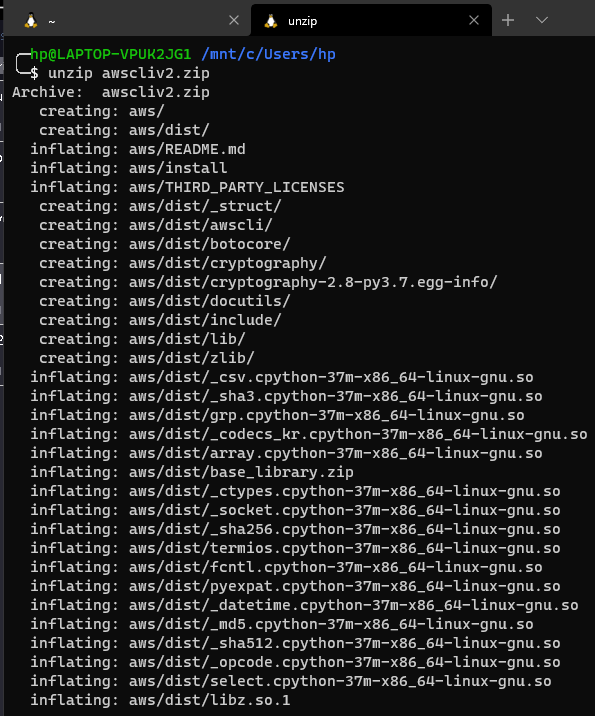 ~
unzip
hp@LAPTOP-VPUK2JG1 /mnt/c/Users/hp
$ unzip awscliv2.zip
Archive:  awscliv2.zip
   creating: aws/
   creating: aws/dist/
  inflating: aws/README.md
  inflating: aws/install
  inflating: aws/THIRD_PARTY_LICENSES
   creating: aws/dist/_struct/
   creating: aws/dist/awscli/
   creating: aws/dist/botocore/
   creating: aws/dist/cryptography/
   creating: aws/dist/cryptography-2.8-py3.7.egg-info/
   creating: aws/dist/docutils/
   creating: aws/dist/include/
   creating: aws/dist/lib/
   creating: aws/dist/zlib/
  inflating: aws/dist/_csv.cpython-37m-x86_64-linux-gnu.so
  inflating: aws/dist/_sha3.cpython-37m-x86_64-linux-gnu.so
  inflating: aws/dist/grp.cpython-37m-x86_64-linux-gnu.so
  inflating: aws/dist/_codecs_kr.cpython-37m-x86_64-linux-gnu.so
  inflating: aws/dist/array.cpython-37m-x86_64-linux-gnu.so
  inflating: aws/dist/base_library.zip
  inflating: aws/dist/_ctypes.cpython-37m-x86_64-linux-gnu.so
  inflating: aws/dist/_socket.cpython-37m-x86_64-linux-gnu.so
  inflating: aws/dist/_sha256.cpython-37m-x86_64-linux-gnu.so
  inflating: aws/dist/termios.cpython-37m-x86_64-linux-gnu.so
  inflating: aws/dist/fcntl.cpython-37m-x86_64-linux-gnu.so
  inflating: aws/dist/pyexpat.cpython-37m-x86_64-linux-gnu.so
  inflating: aws/dist/_datetime.cpython-37m-x86_64-linux-gnu.so
  inflating: aws/dist/_md5.cpython-37m-x86_64-linux-gnu.so
  inflating: aws/dist/_sha512.cpython-37m-x86_64-linux-gnu.so
  inflating: aws/dist/_opcode.cpython-37m-x86_64-linux-gnu.so
  inflating: aws/dist/select.cpython-37m-x86_64-linux-gnu.so
  inflating: aws/dist/libz.so.1